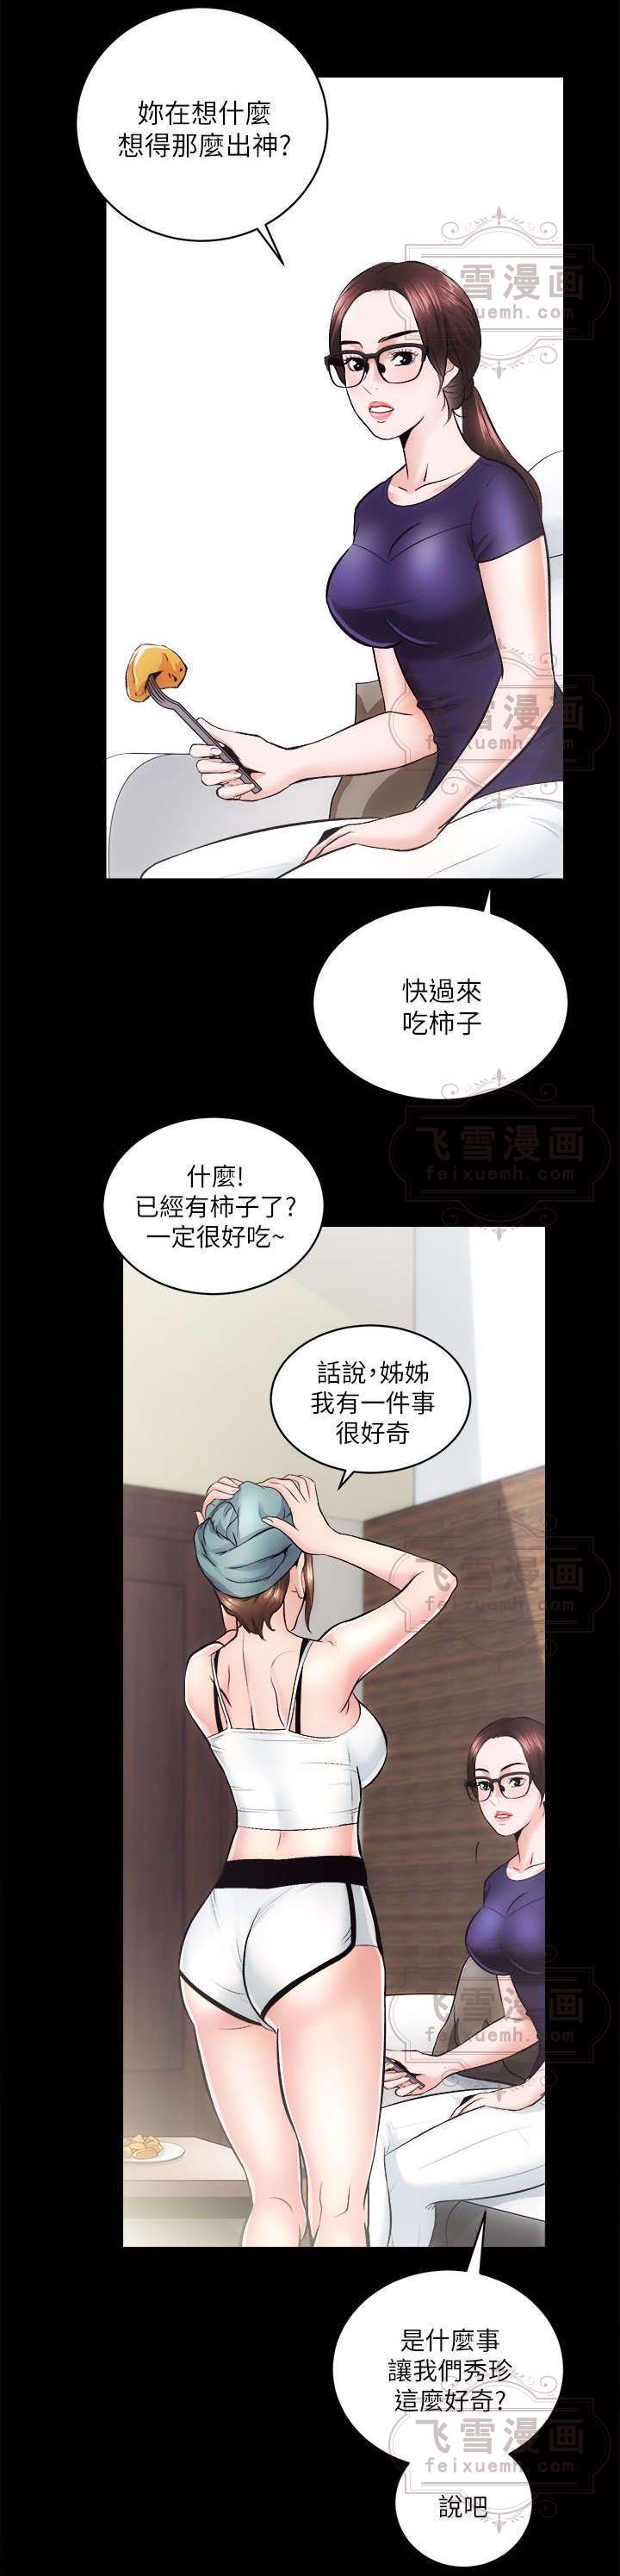 妳在想什麼
想得那麼出神?
飞雪漫画
feixuemh.com
飞雪漫画
feixuemh.com
快過來
吃柿子
飞雪漫画
feixuemh.com
什麼!
已經有柿子了?
一定很好吃~
話說,姊姊
我有一件事
很好奇
飞雪漫画
feixuemh.com
飞雪漫画
feixuemh.com
是什麼事
讓我們秀珍
這麼好奇?
飞雪漫画
feixuemh.com
說吧